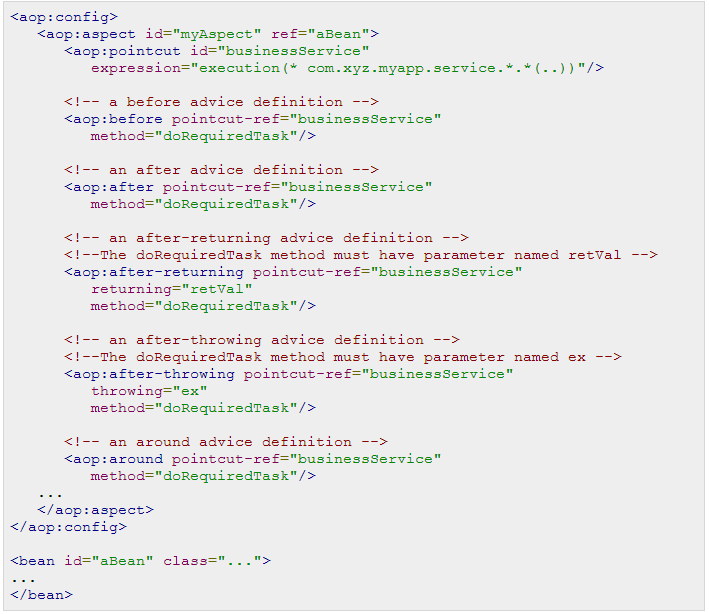 <aop:config>
<aop:aspect id="myAspect" ref="aBean">
<aop:pointcut id="businessService"
expression="execution(* com.xyz.myapp.service.*.*(..))"/>
<!-- a before advice definition -->
<aop:before pointcut-ref="businessService"
method="doRequiredTask"/>
<!-- an after advice definition -->
<aop:after pointcut-ref="businessService"
method="doRequiredTask"/>
<!-- an after-returning advice definition -->
<!--The doRequiredTask method must have parameter named retVal -->
<aop:after-returning pointcut-ref="businessService"
returning="retVal"
method="doRequiredTask"/>
<!-- an after-throwing advice definition -->
<!--The doRequiredTask method must have parameter named ex -->
<aop:after-throwing pointcut-ref="businessService"
throwing="ex"
method="doRequiredTask"/>
<!-- an around advice definition -->
<aop:around pointcut-ref="businessService"
method="doRequiredTask"/>
...
</aop:aspect>
</aop:config>
<bean id="aBean" class="...">
...
</bean>